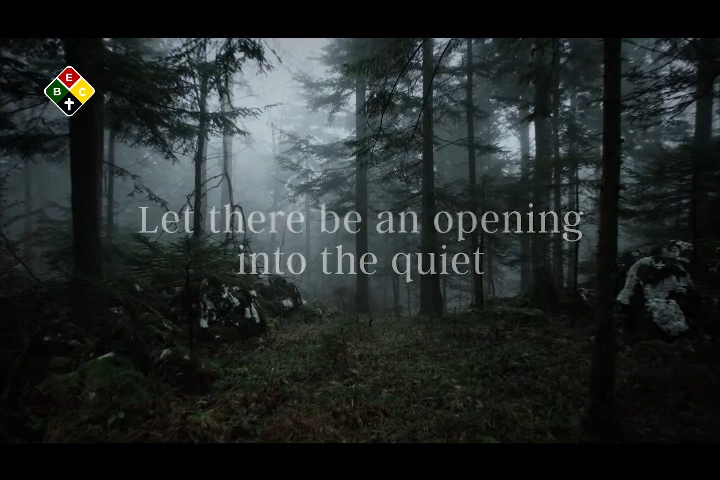 E
B C
Let there be an opening
into the quiet